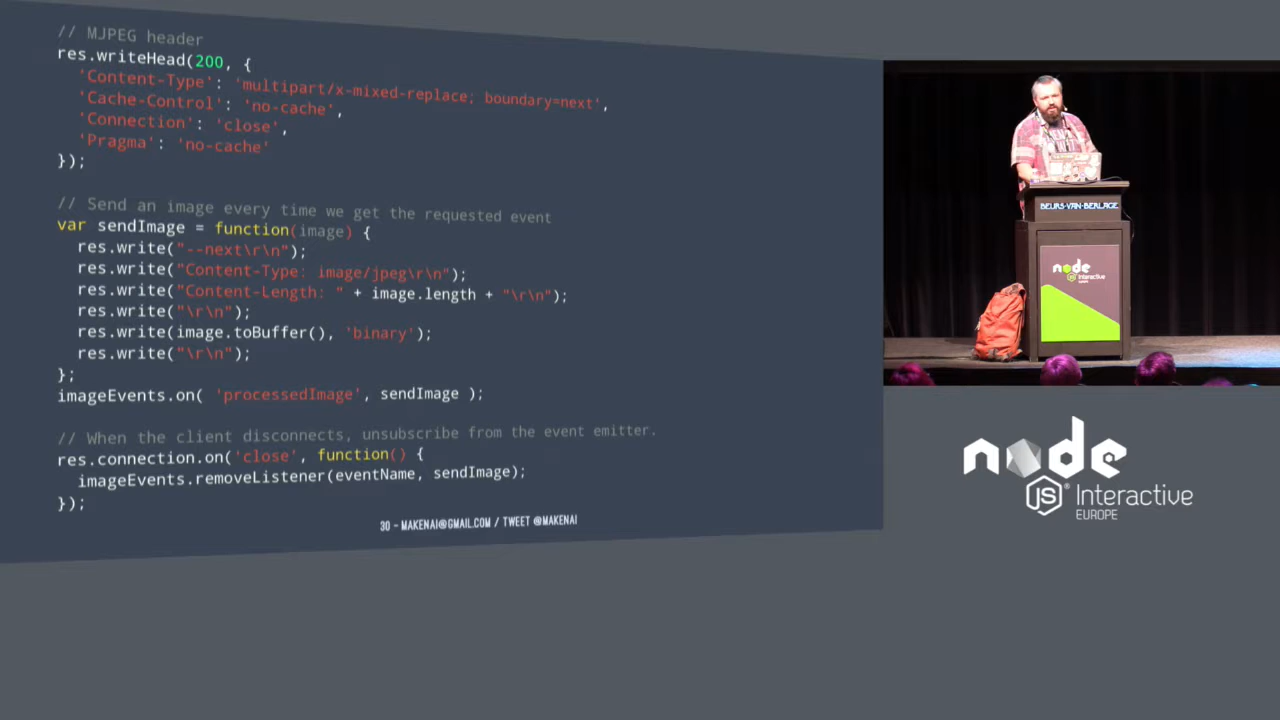 // MJPEG header
res.writeHead(200, {
'Content-Type': 'multipart/x-mixed-replace; boundary=next',
'Cache-Control': 'no-cache',
'Connection': 'close',
'Pragma': 'no-cache'
});
// Send an image every time we get the requested event
var sendImage = function(image) {
res.write("--next\r\n");
res.write("Content-Type: image/jpeg\r\n");
res.write("Content-Length: " + image.length + "\r\n");
res.write("\r\n");
res.write(image.toBuffer(), 'binary');
res.write("\r\n");
};
imageEvents.on( 'processedImage', sendImage );
// When the client disconnects, unsubscribe from the event emitter.
res.connection.on('close', function() {
imageEvents.removeListener(eventName, sendImage);
});
30 - MAKENAI@GMAIL.COM / TWEET @MAKENAI
BEURS-VAN-BERLAGE
node
JS Interactive
node
JS® Interactive
EUROPE